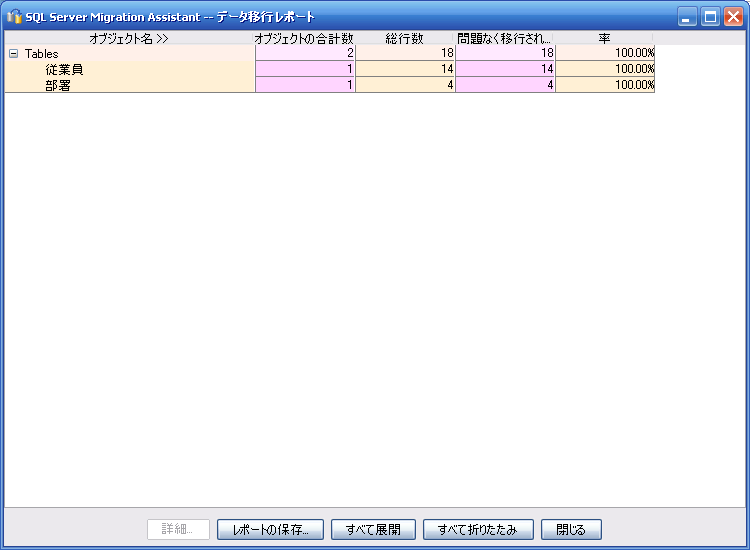 SQL Server Migration Assistant -- データ移行レポート
オブジェクト名 >> オブジェクトの合計数 総行数 問題なく移行され... 率
Tables 2 18 18 100.00%
従業員 1 14 14 100.00%
部署 1 4 4 100.00%
詳細... レポートの保存... すべて展開 すべて折りたたみ 閉じる